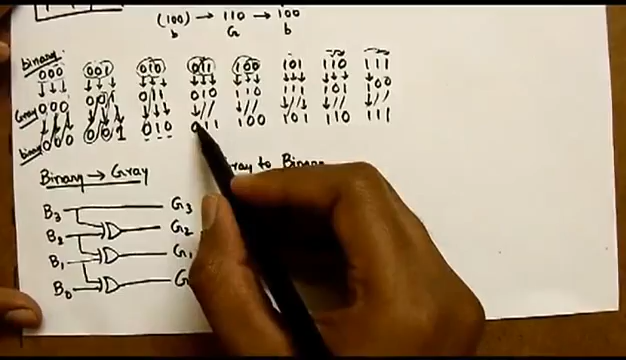 (100) → 110 → 100
b G b
binary 000 001 010 011 100 101 110 111
Gray 000 001 011 010 110 111 101 100
binary 000 001 010 011 100 101 110 111
Binary → Gray
Gray to Binary
B3 G3
B2 G2
B1 G1
B0 G